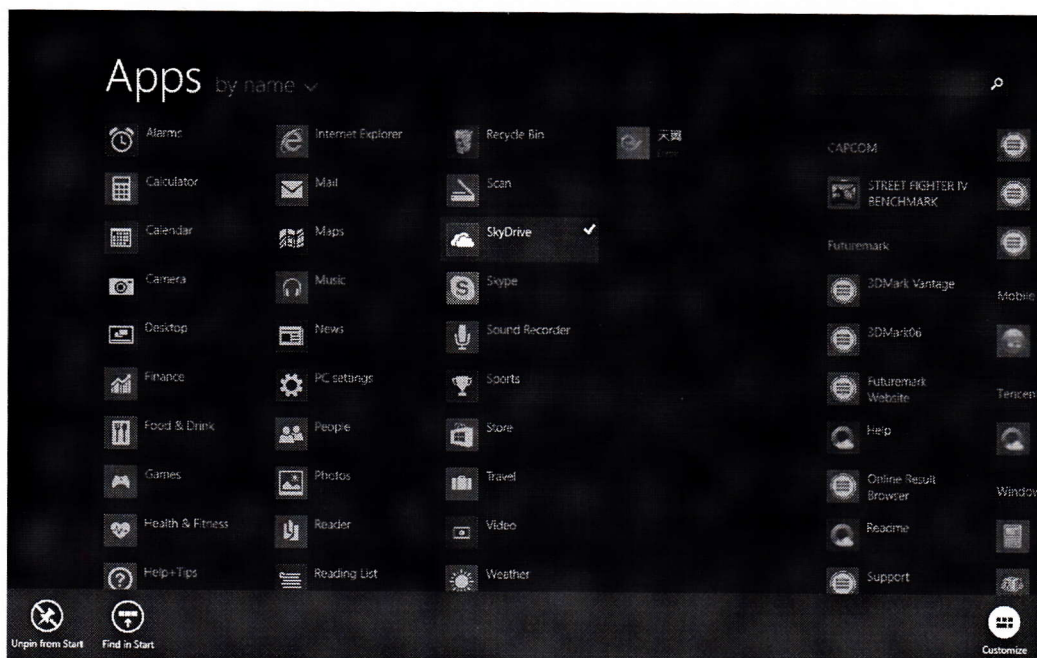 Apps by name
Alarms
Calculator
Calendar
Camera
Desktop
Finance
Food & Drink
Games
Health & Fitness
Help+Tips
Internet Explorer
Mail
Maps
Music
News
PC settings
People
Photos
Reader
Reading List
Recycle Bin
Scan
SkyDrive
Skype
Sound Recorder
Sports
Store
Travel
Video
Weather
天翼
CAPCOM
STREET FIGHTER IV
BENCHMARK
Futuremark
3DMark Vantage
3DMark06
Futuremark
Website
Help
Online Result
Browser
Readme
Support
Mobile
Tencen
Window
Unpin from Start
Find in Start
Customize